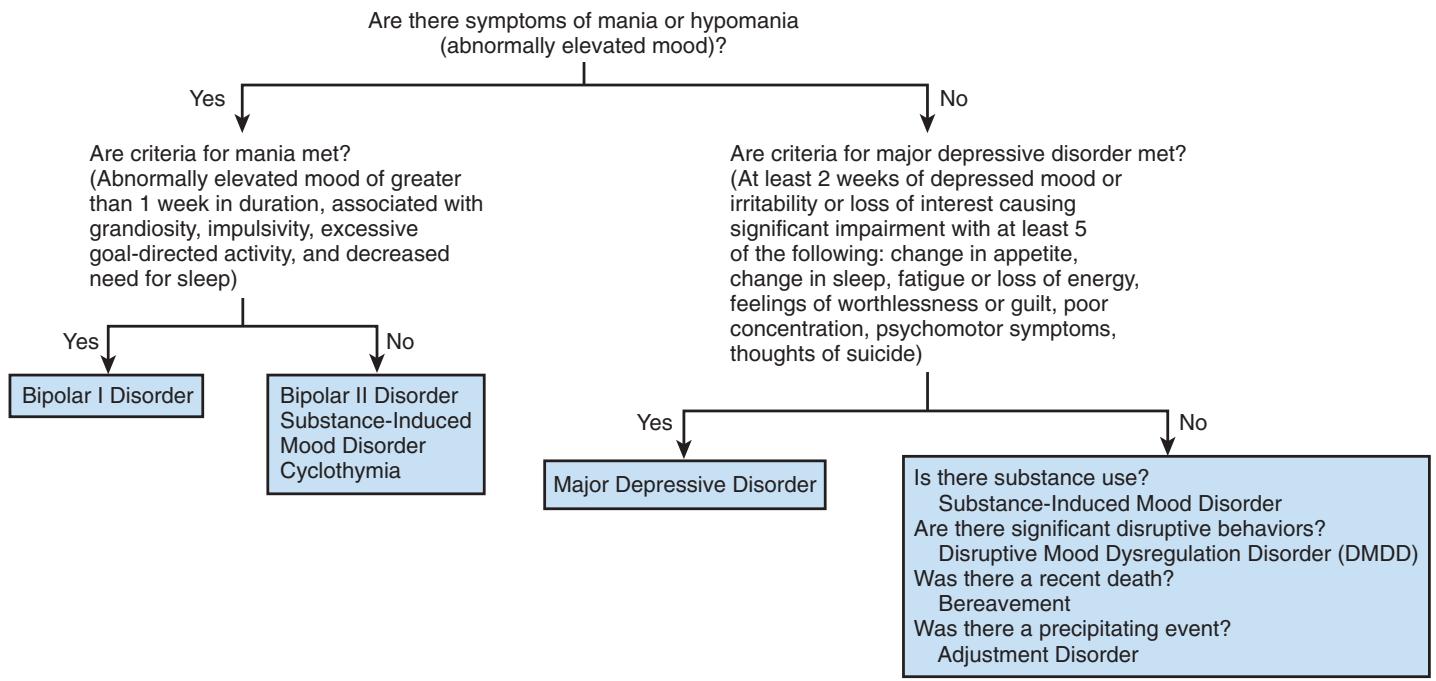 Are there symptoms of mania or hypomania
(abnormally elevated mood)?
Yes
No
Are criteria for mania met?
(Abnormally elevated mood of greater
than 1 week in duration, associated with
grandiosity, impulsivity, excessive
goal-directed activity, and decreased
need for sleep)
Yes
No
Bipolar I Disorder
Bipolar II Disorder
Substance-Induced
Mood Disorder
Cyclothymia
Are criteria for major depressive disorder met?
(At least 2 weeks of depressed mood or
irritability or loss of interest causing
significant impairment with at least 5
of the following: change in appetite,
change in sleep, fatigue or loss of energy,
feelings of worthlessness or guilt, poor
concentration, psychomotor symptoms,
thoughts of suicide)
Yes
No
Major Depressive Disorder
Is there substance use?
Substance-Induced Mood Disorder
Are there significant disruptive behaviors?
Disruptive Mood Dysregulation Disorder (DMDD)
Was there a recent death?
Bereavement
Was there a precipitating event?
Adjustment Disorder